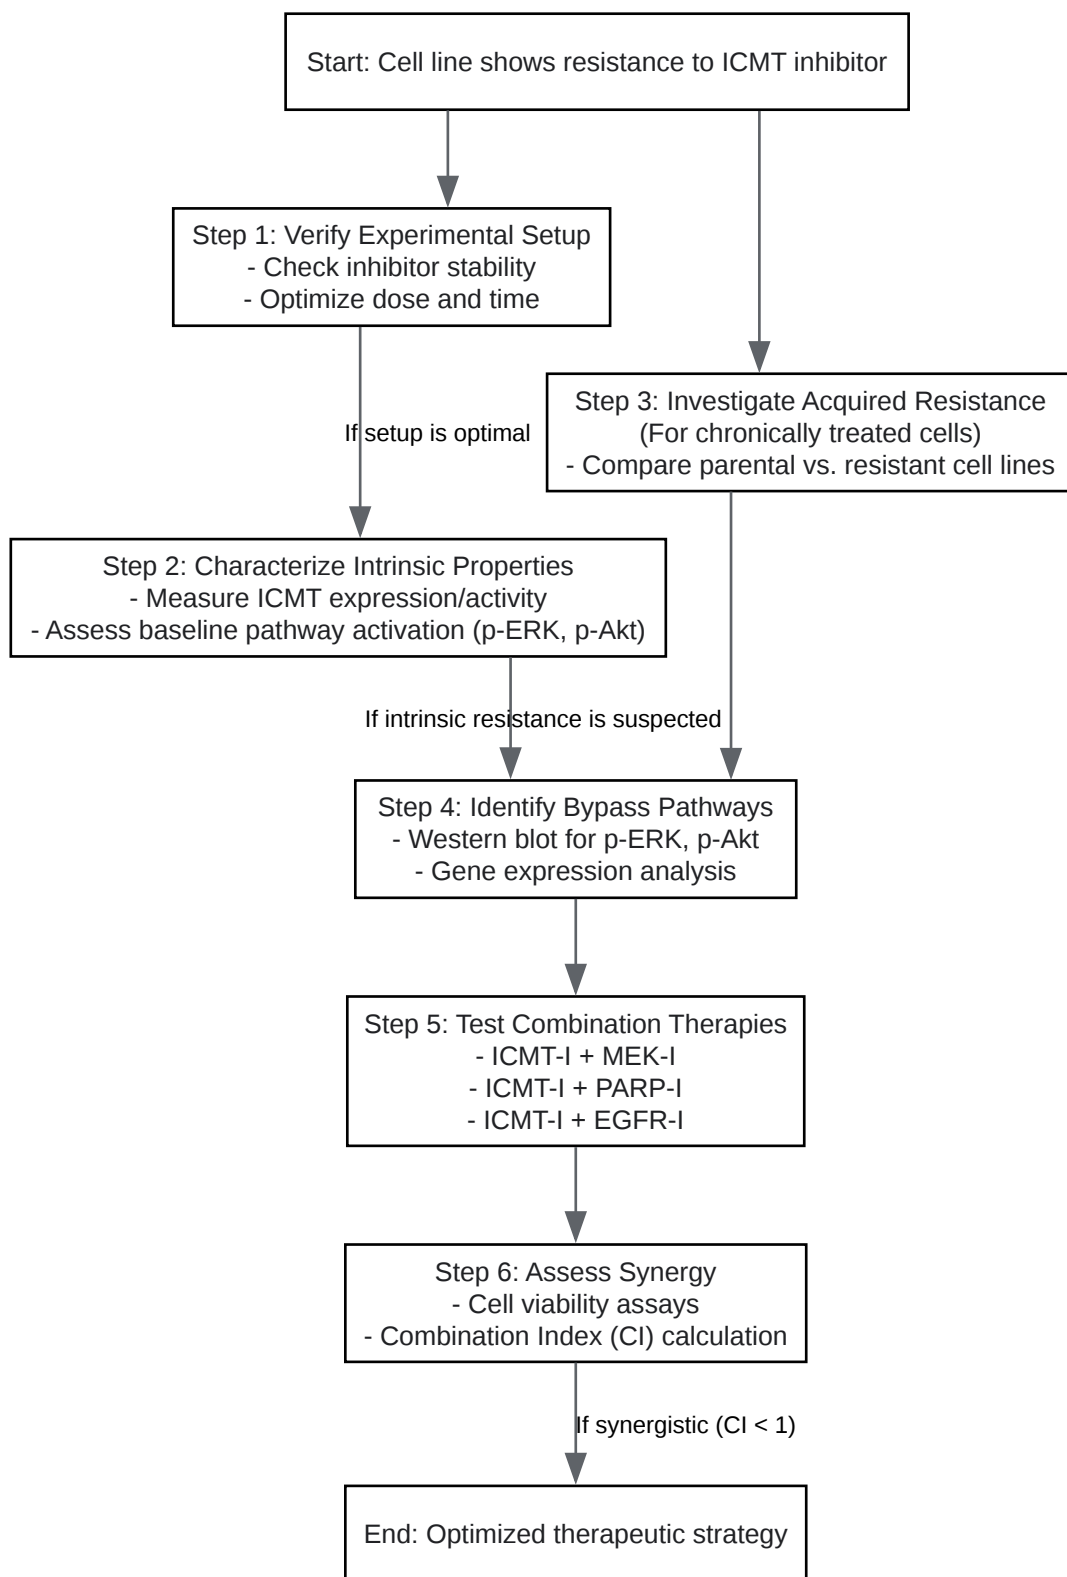 Start: Cell line shows resistance to ICMT inhibitor
Step 1: Verify Experimental Setup
- Check inhibitor stability
- Optimize dose and time
If setup is optimal
Step 3: Investigate Acquired Resistance
(For chronically treated cells)
- Compare parental vs. resistant cell lines
Step 2: Characterize Intrinsic Properties
- Measure ICMT expression/activity
- Assess baseline pathway activation (p-ERK, p-Akt)
If intrinsic resistance is suspected
Step 4: Identify Bypass Pathways
- Western blot for p-ERK, p-Akt
- Gene expression analysis
Step 5: Test Combination Therapies
- ICMT-I + MEK-I
- ICMT-I + PARP-I
- ICMT-I + EGFR-I
Step 6: Assess Synergy
- Cell viability assays
- Combination Index (CI) calculation
If synergistic (CI < 1)
End: Optimized therapeutic strategy